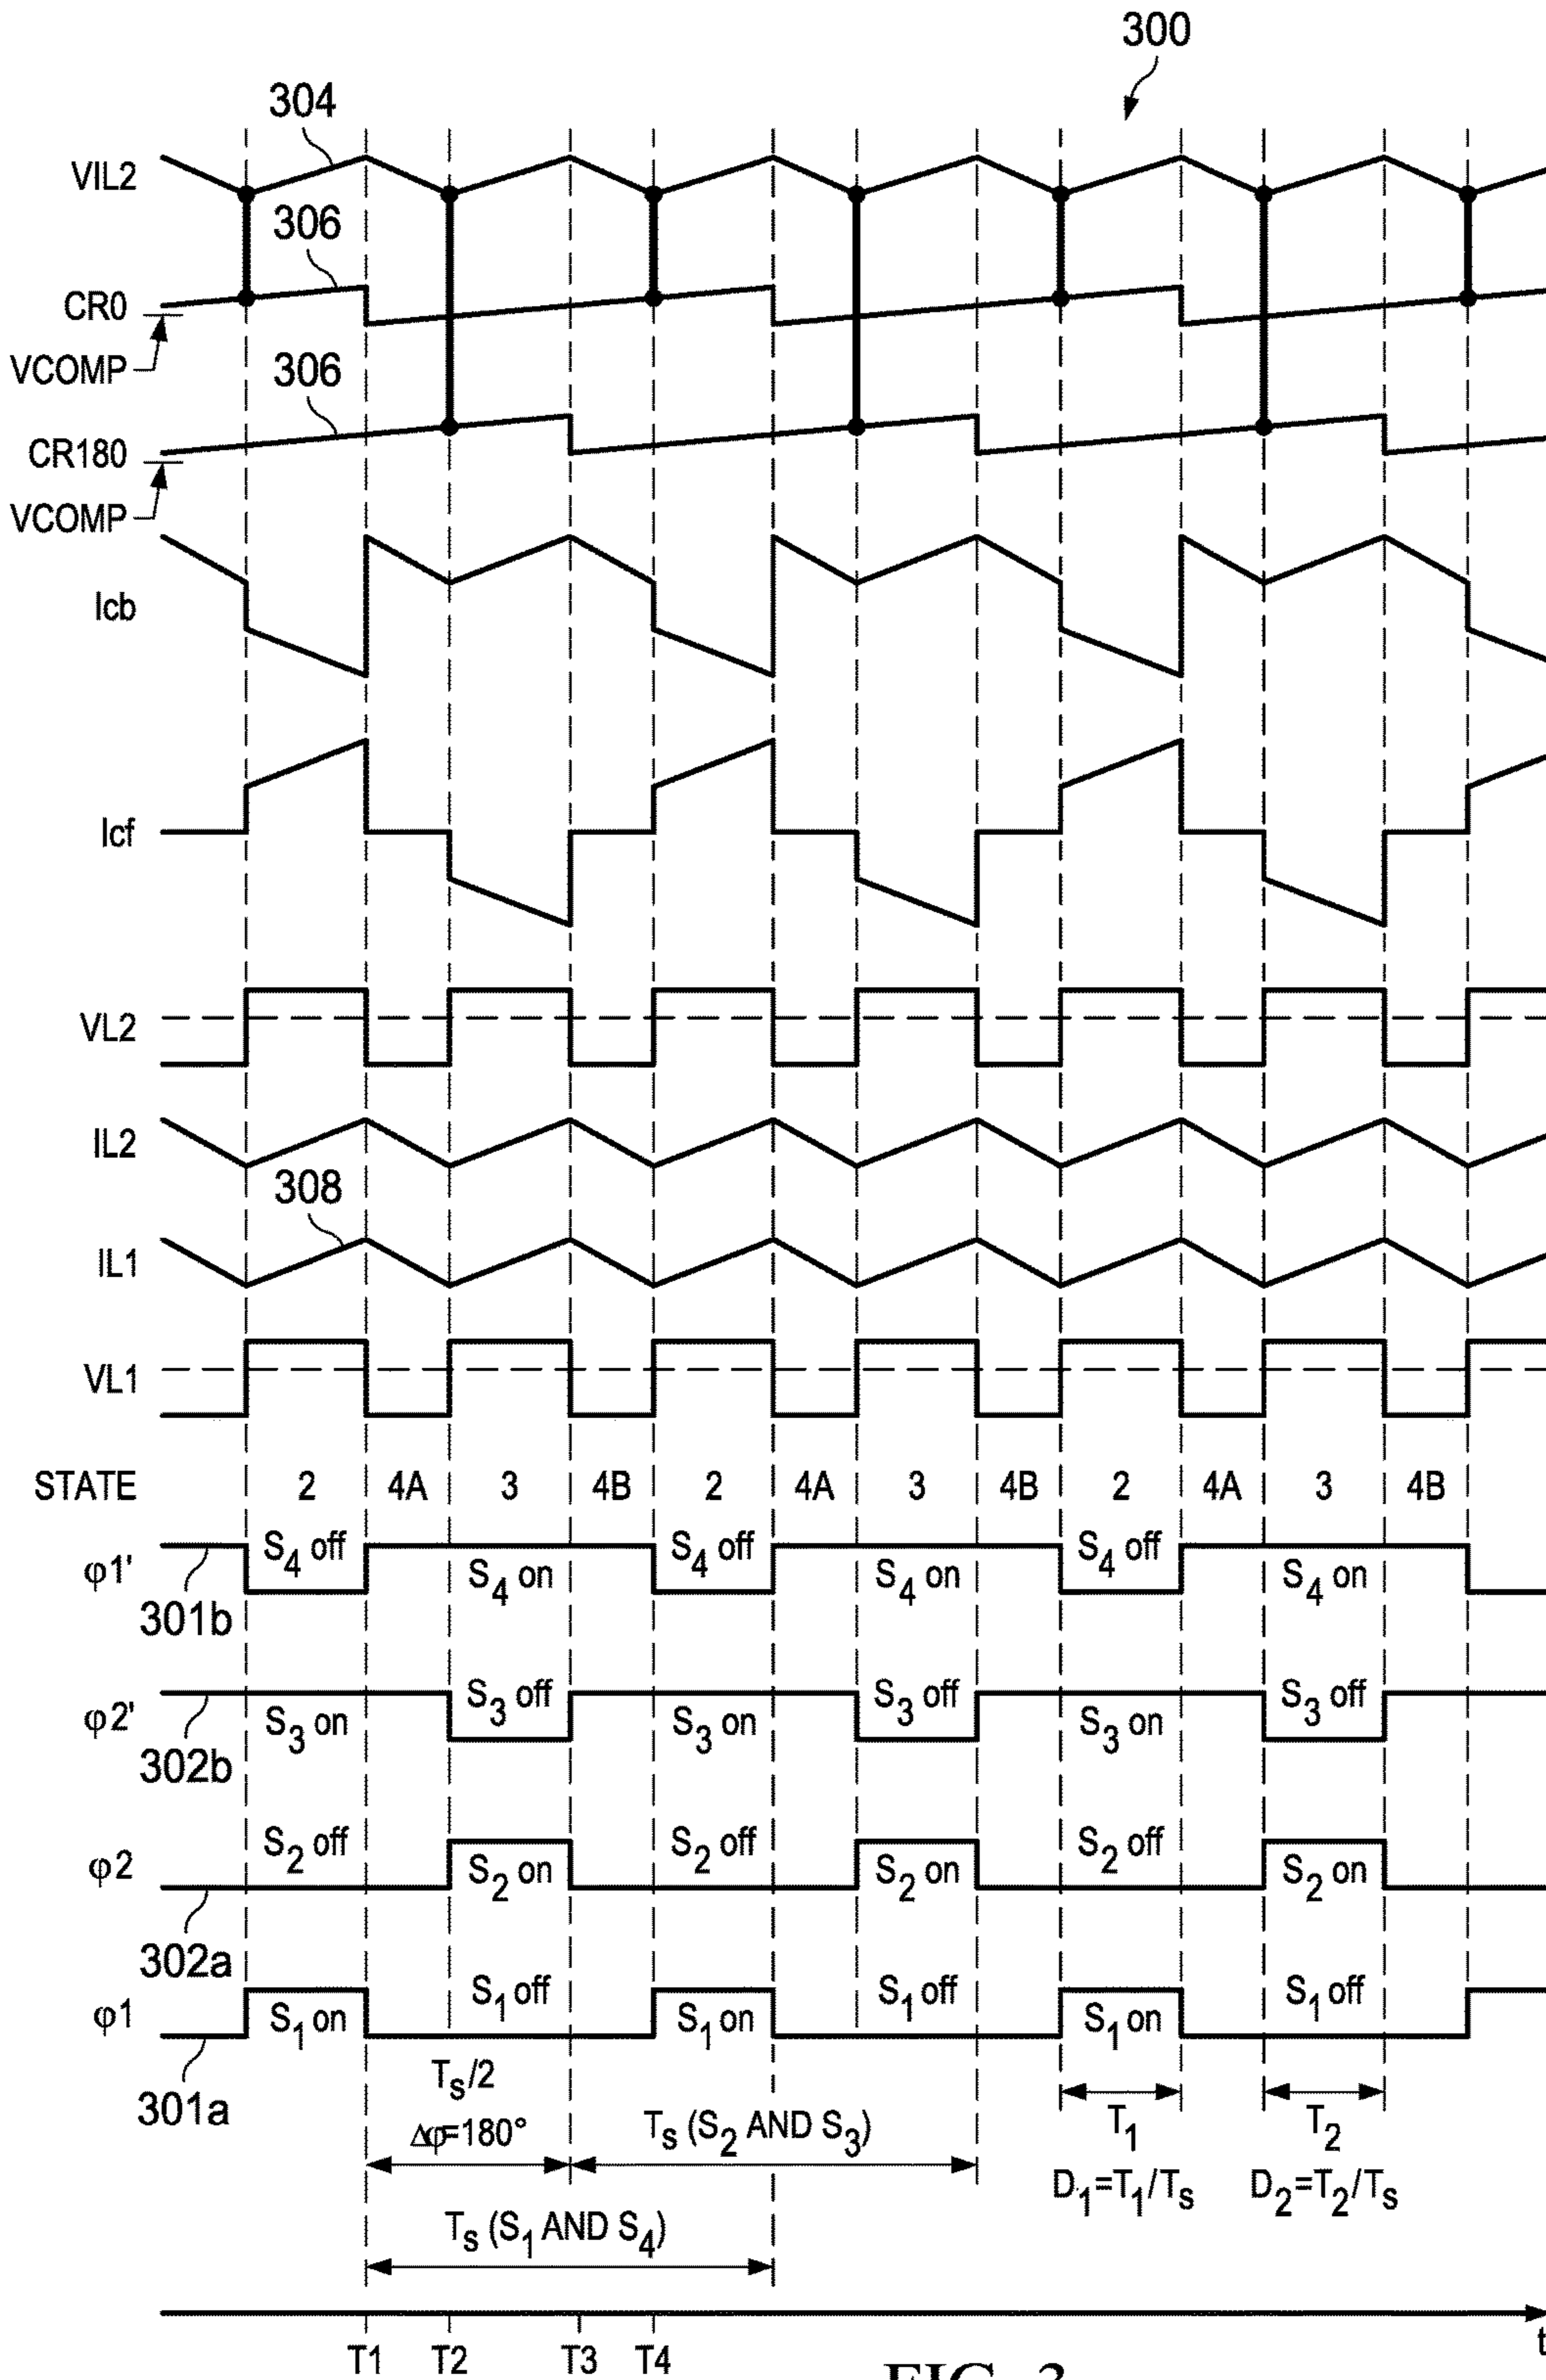 300
304
VIL2
306
CR0
VCOMP
306
CR180
VCOMP
Icb
Icf
VL2
IL2
308
IL1
VL1
STATE 2 4A 3 4B 2 4A 3 4B 2 4A 3 4B
φ1' S4 off S4 on S4 off S4 on S4 off S4 on
301b
φ2' S3 on S3 off S3 on S3 off S3 on S3 off
302b
φ2 S2 off S2 on S2 off S2 on S2 off S2 on
302a
φ1 S1 on S1 off S1 on S1 off S1 on S1 off
301a
Ts/2
Δφ=180°
Ts (S2 AND S3)
T1 T2
D1=T1/Ts D2=T2/Ts
Ts (S1 AND S4)
t
T1 T2 T3 T4
FIG. 3